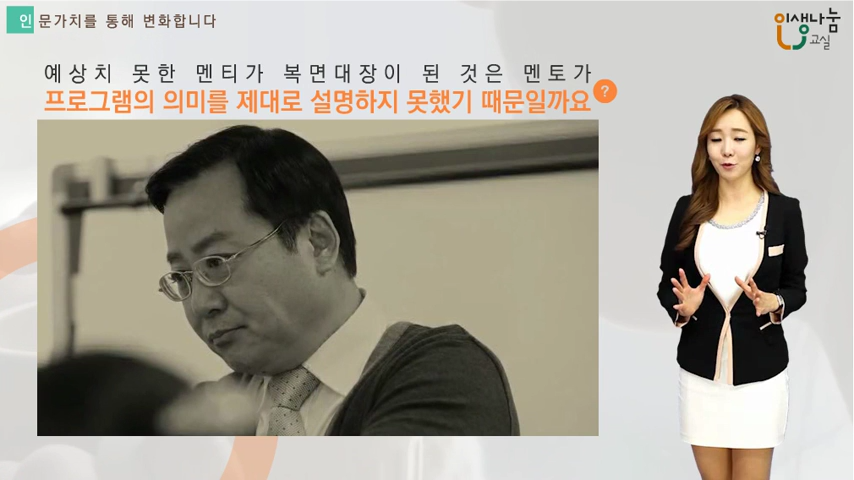 인문가치를 통해 변화합니다
인생나눔
교실
예상치 못한 멘티가 복면대장이 된 것은 멘토가
프로그램의 의미를 제대로 설명하지 못했기 때문일까요?